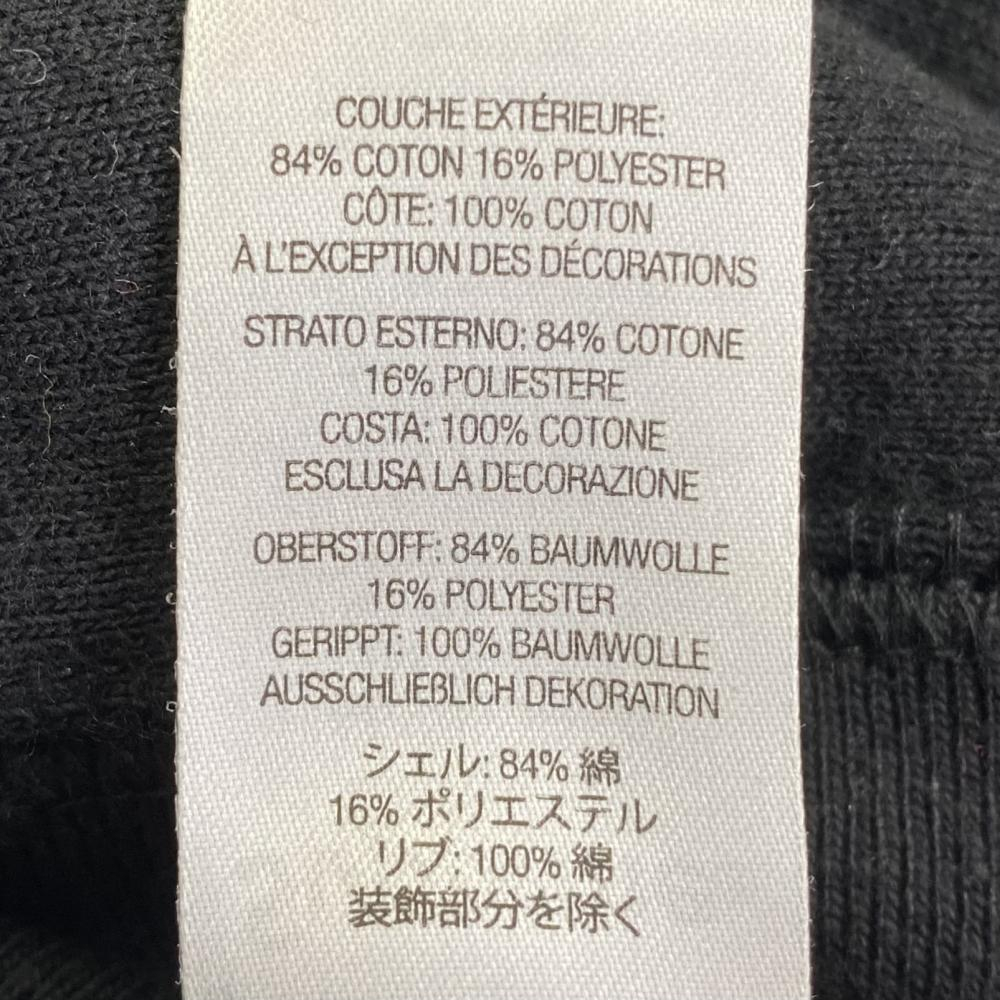 COUCHE EXTÉRIEURE:
84% COTON 16% POLYESTER
CÔTE: 100% COTON
À L'EXCEPTION DES DÉCORATIONS
STRATO ESTERNO: 84% COTONE
16% POLIESTERE
COSTA: 100% COTONE
ESCLUSA LA DECORAZIONE
OBERSTOFF: 84% BAUMWOLLE
16% POLYESTER
GERIPPT: 100% BAUMWOLLE
AUSSCHLIEßLICH DEKORATION
シェル: 84% 綿
16% ポリエステル
リブ: 100% 綿
装飾部分を除く